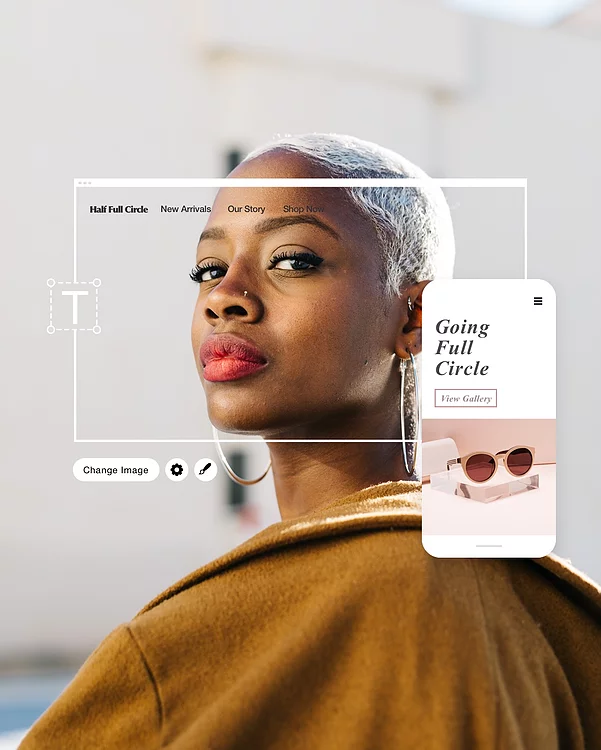 Half Full Circle New Arrivals Our Story Shop Now
T
Going
Full
Circle
View Gallery
Change Image